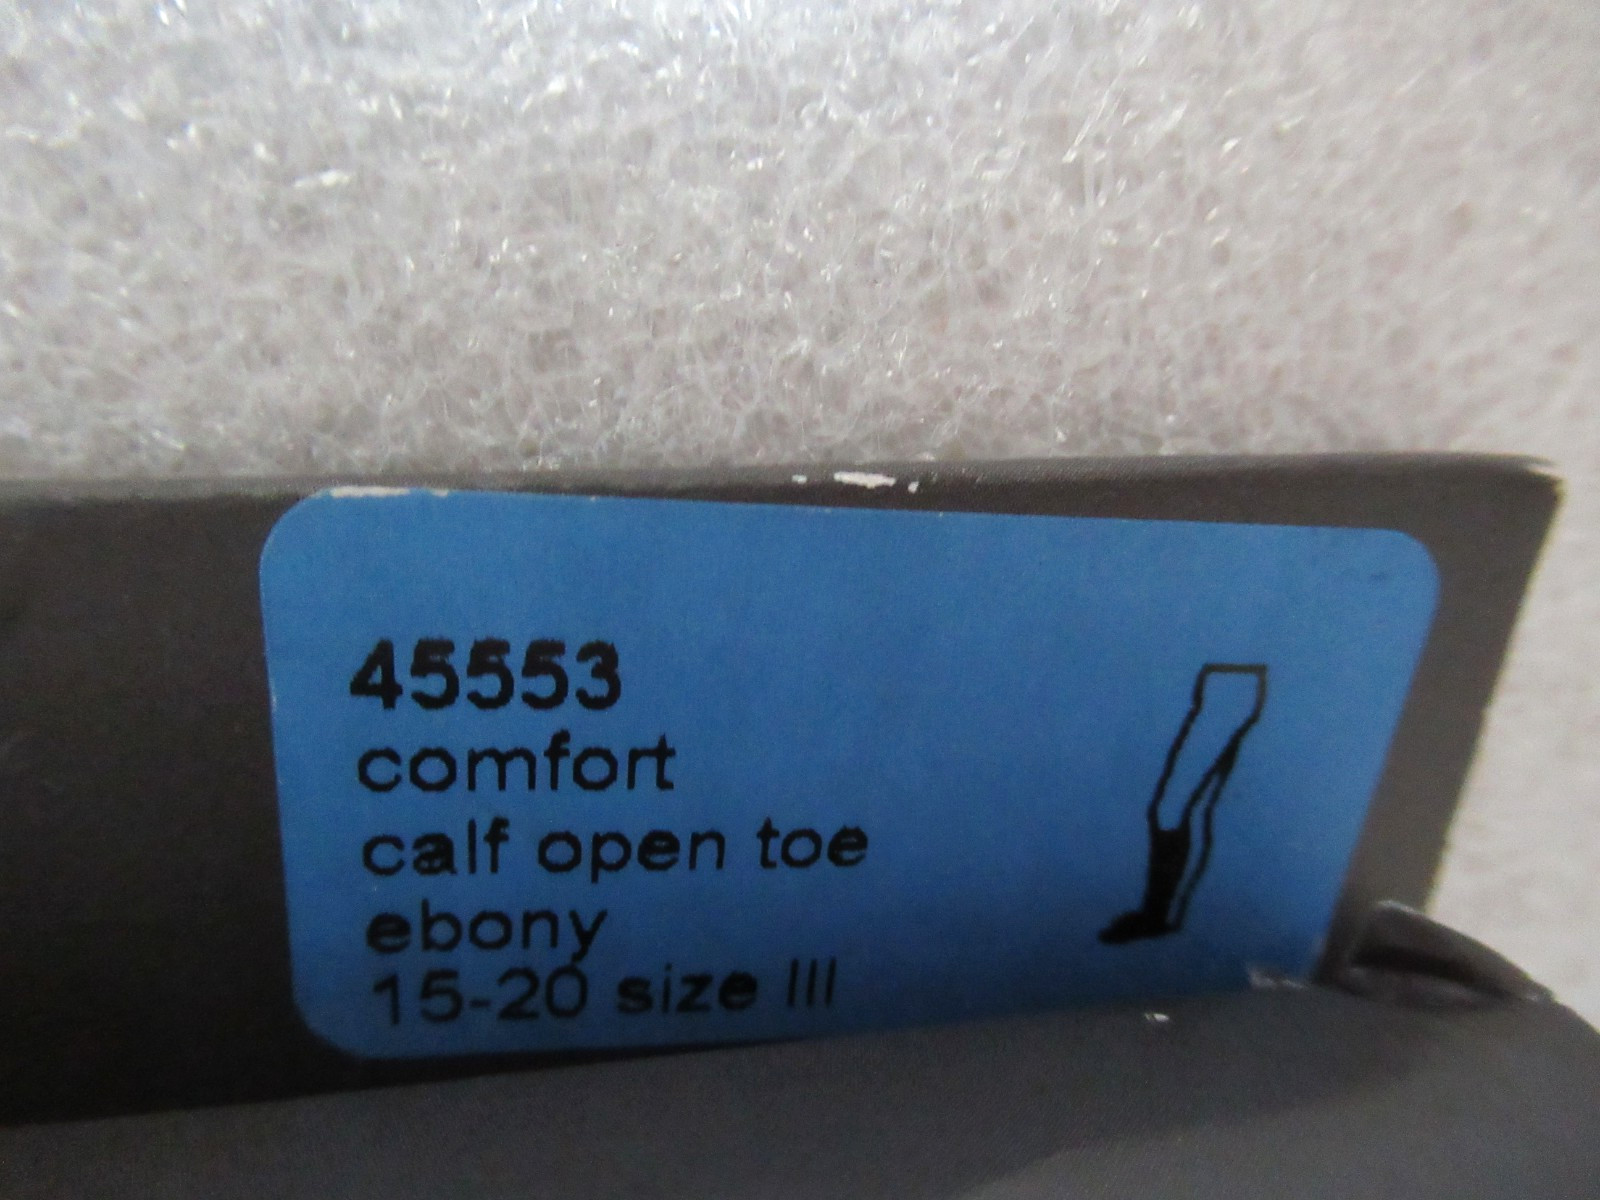 45553
comfort
calf open toe
ebony
15-20 size III